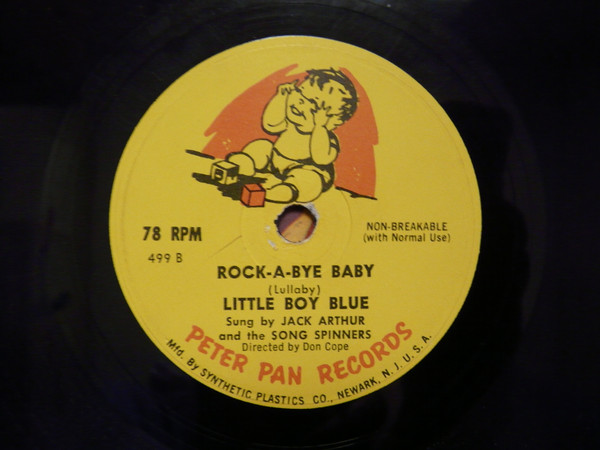 78 RPM
499 B
NON-BREAKABLE
(with Normal Use)
ROCK-A-BYE BABY
(Lullaby)
LITTLE BOY BLUE
Sung by JACK ARTHUR
and the SONG SPINNERS
Directed by Don Cope
PETER PAN RECORDS
Mfd. By SYNTHETIC PLASTICS CO., NEWARK, N. J. U. S. A.